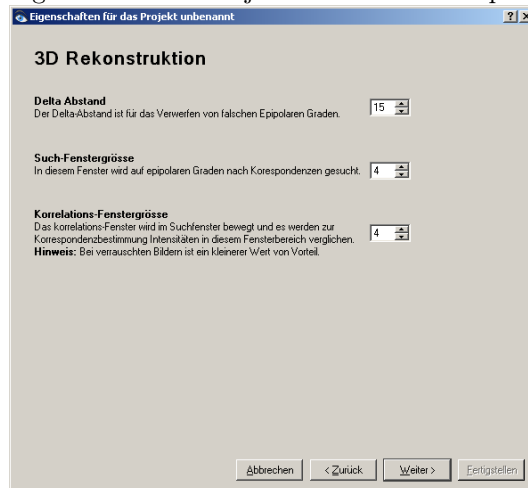 Eigenschaften für das Projekt unbenannt
3D Rekonstruktion
Delta Abstand
Der Delta-Abstand ist für das Verwerfen von falschen Epipolaren Graden.
15
Such-Fenstergrösse
In diesem Fenster wird auf epipolaren Graden nach Korespondenzen gesucht.
4
Korrelations-Fenstergrösse
Das korrelations-Fenster wird im Suchfenster bewegt und es werden zur
Korrespondenzbestimmung Intensitäten in diesem Fensterbereich verglichen.
4
Hinweis: Bei verrauschten Bildern ist ein kleinerer Wert von Vorteil.
Abbrechen
< Zurück
Weiter >
Fertigstellen